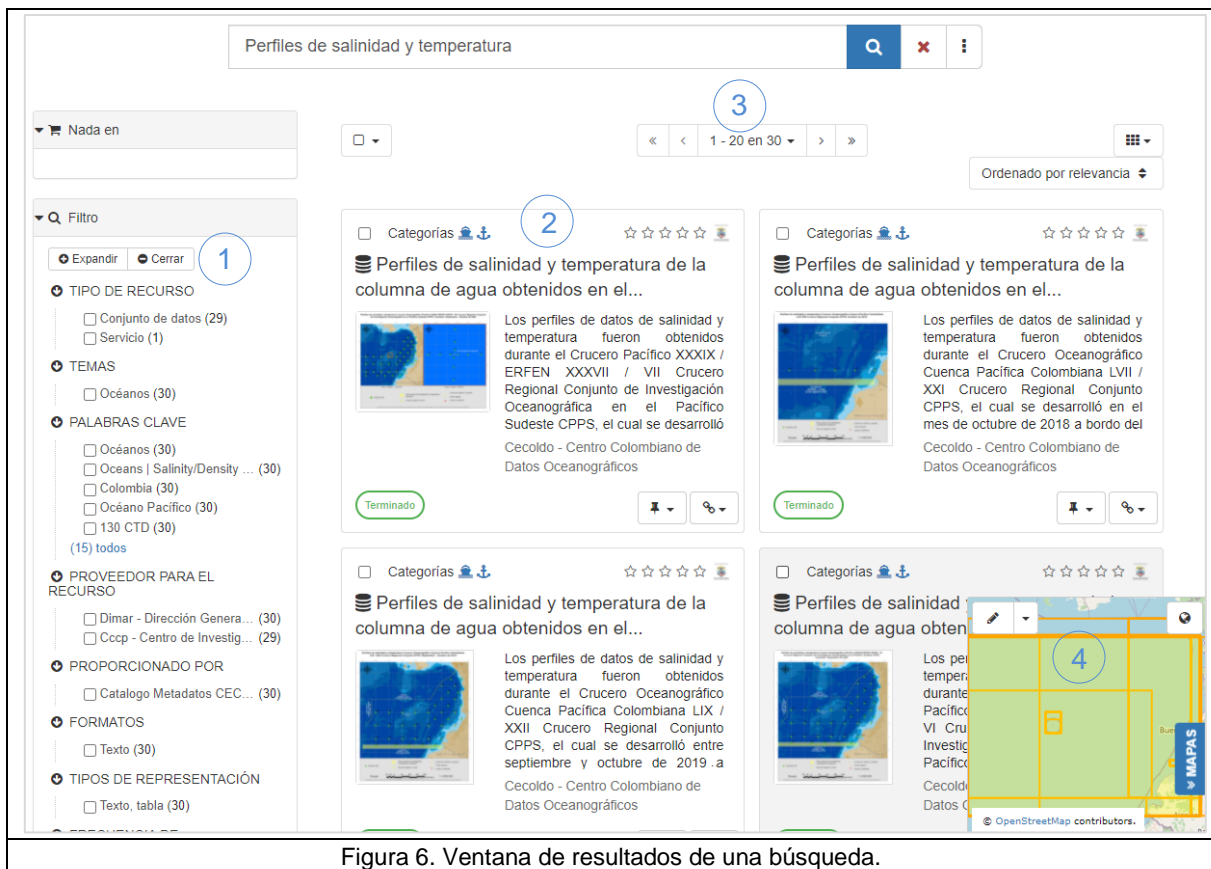 Perfiles de salinidad y temperatura
3
Nada en
1 - 20 en 30
Ordenado por relevancia
Filtro
Expandir
Cerrar
1
TIPO DE RECURSO
Conjunto de datos (29)
Servicio (1)
TEMAS
Océanos (30)
PALABRAS CLAVE
Océanos (30)
Oceans | Salinity/Density ... (30)
Colombia (30)
Océano Pacífico (30)
130 CTD (30)
(15) todos
PROVEEDOR PARA EL
RECURSO
Dimar - Dirección Genera... (30)
Cccp - Centro de Investig... (29)
PROPORCIONADO POR
Catalogo Metadatos CEC... (30)
FORMATOS
Texto (30)
TIPOS DE REPRESENTACIÓN
Texto, tabla (30)
FRECUENCIA DE
Categorías
2
Perfiles de salinidad y temperatura de la
columna de agua obtenidos en el...
Los perfiles de datos de salinidad y
temperatura fueron obtenidos
durante el Crucero Pacífico XXXIX /
ERFEN XXXVII / VII Crucero
Regional Conjunto de Investigación
Oceanográfica en el Pacífico
Sudeste CPPS, el cual se desarrolló
Cecoldo - Centro Colombiano de
Datos Oceanográficos
Terminado
Categorías
Perfiles de salinidad y temperatura de la
columna de agua obtenidos en el...
Los perfiles de datos de salinidad y
temperatura fueron obtenidos
durante el Crucero Oceanográfico
Cuenca Pacífica Colombiana LVII /
XXI Crucero Regional Conjunto
CPPS, el cual se desarrolló en el
mes de octubre de 2018 a bordo del
Cecoldo - Centro Colombiano de
Datos Oceanográficos
Terminado
Categorías
Perfiles de salinidad y temperatura de la
columna de agua obtenidos en el...
Los perfiles de datos de salinidad y
temperatura fueron obtenidos
durante el Crucero Oceanográfico
Cuenca Pacífica Colombiana LIX /
XXII Crucero Regional Conjunto
CPPS, el cual se desarrolló entre
septiembre y octubre de 2019 a
Cecoldo - Centro Colombiano de
Datos Oceanográficos
Categorías
Perfiles de salinidad y
columna de agua obten
Los per
tempera
durante
Pacífico
VI Cru
Investig
Pacífico
Cecold
Datos
4
Bue
MAPAS
© OpenStreetMap contributors.
Figura 6. Ventana de resultados de una búsqueda.